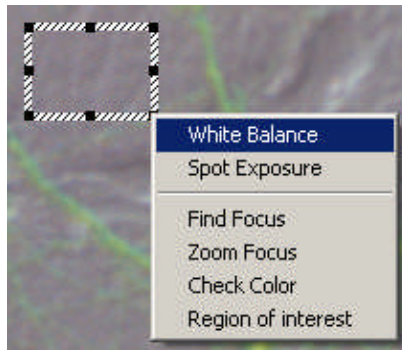 White Balance
Spot Exposure
Find Focus
Zoom Focus
Check Color
Region of interest